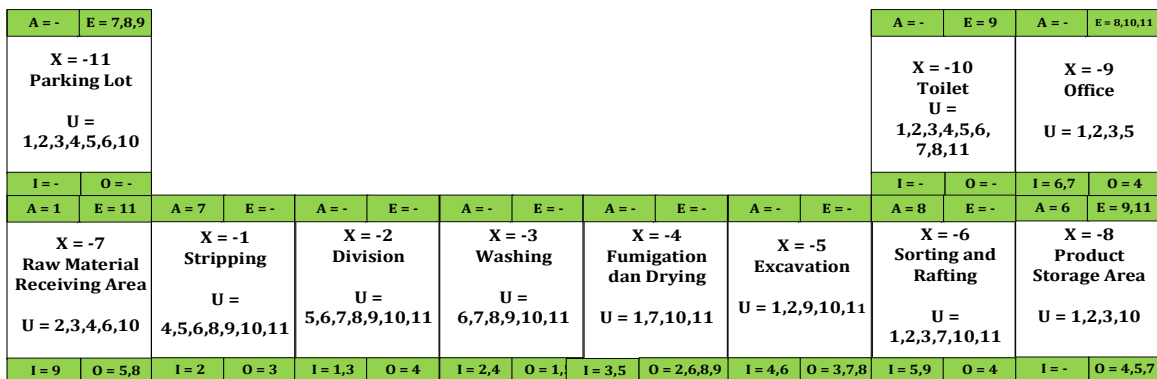 A = - E = 7,8,9
X = -11
Parking Lot
U =
1,2,3,4,5,6,10
I = - O = -
A = - E = 9
X = -10
Toilet
U =
1,2,3,4,5,6,
7,8,11
I = - O = -
A = - E = 8,10,11
X = -9
Office
U = 1,2,3,5
I = 6,7 O = 4
A = 1 E = 11
X = -7
Raw Material
Receiving Area
U = 2,3,4,6,10
I = 9 O = 5,8
A = 7 E = -
X = -1
Stripping
U =
4,5,6,8,9,10,11
I = 2 O = 3
A = - E = -
X = -2
Division
U =
5,6,7,8,9,10,11
I = 1,3 O = 4
A = - E = -
X = -3
Washing
U =
6,7,8,9,10,11
I = 2,4 O = 1,
A = - E = -
X = -4
Fumigation
dan Drying
U = 1,7,10,11
I = 3,5 O = 2,6,8,9
A = - E = -
X = -5
Excavation
U = 1,2,9,10,11
I = 4,6 O = 3,7,8
A = 8 E = -
X = -6
Sorting and
Rafting
U =
1,2,3,7,10,11
I = 5,9 O = 4
A = 6 E = 9,11
X = -8
Product
Storage Area
U = 1,2,3,10
I = - O = 4,5,7